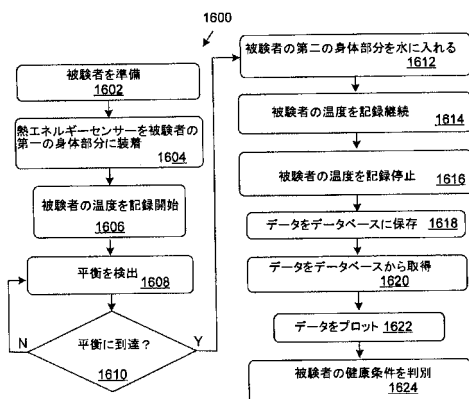 1600
被験者を準備
1602
熱エネルギーセンサーを被験者の
第一の身体部分に装着
1604
被験者の温度を記録開始
1606
平衡を検出
1608
N
平衡に到達?
Y
1610
被験者の第二の身体部分を水に入れる
1612
被験者の温度を記録継続
1614
被験者の温度を記録停止
1616
データをデータベースに保存 1618
データをデータベースから取得
1620
データをプロット 1622
被験者の健康条件を判別
1624